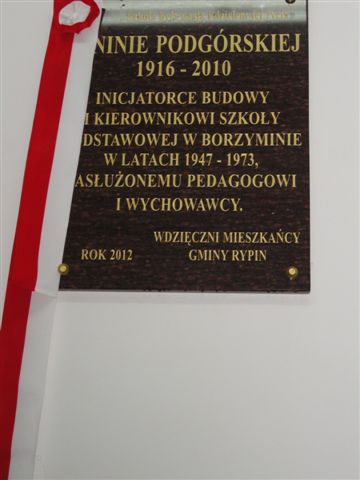 NINIE PODGÓRSKIEJ
1916 - 2010
INICJATORCE BUDOWY
I KIEROWNIKOWI SZKOŁY
DSTAWOWEJ W BORZYMINIE
W LATACH 1947 - 1973,
ASŁUŻONEMU PEDAGOGOWI
I WYCHOWAWCY.
WDZIĘCZNI MIESZKAŃCY
ROK 2012 GMINY RYPIN